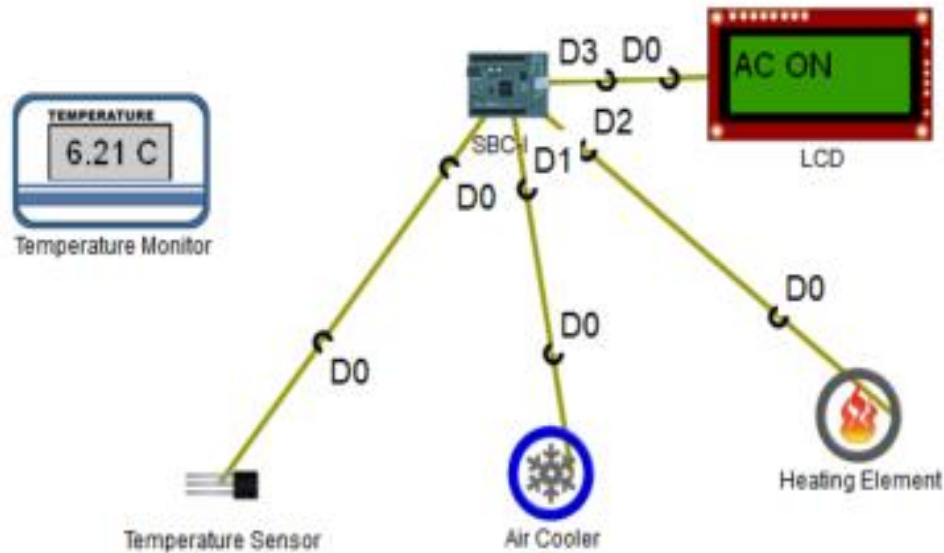 TEMPERATURE
6.21 C
Temperature Monitor
SBC-I
D3
D0
AC ON
LCD
D2
D1
D0
D0
D0
D0
Temperature Sensor
Air Cooler
Heating Element